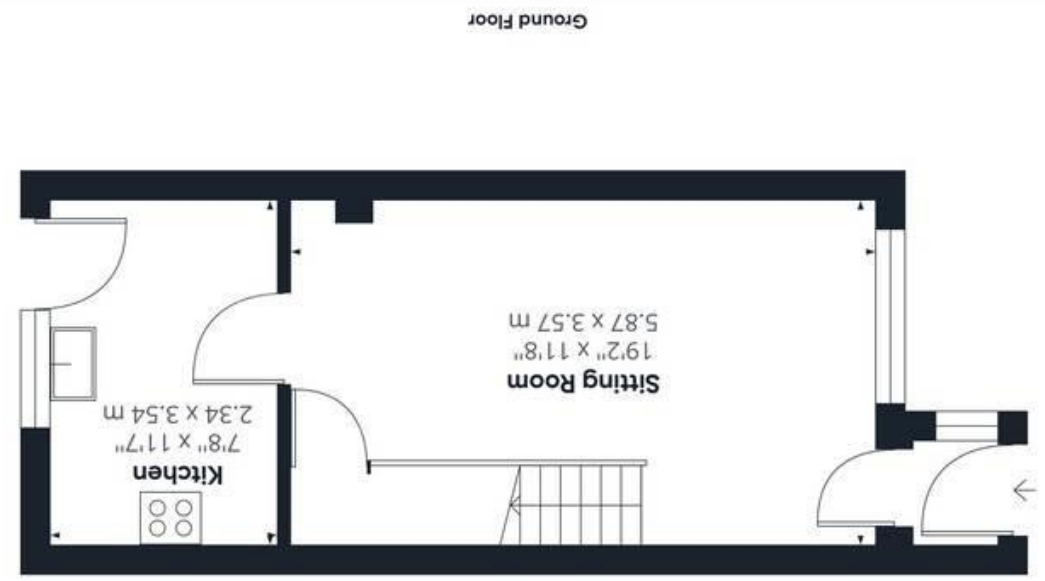 Kitchen
7'8" x 11'7"
2.34 x 3.54 m
Sitting Room
19'2" x 11'8"
5.87 x 3.57 m
Ground Floor